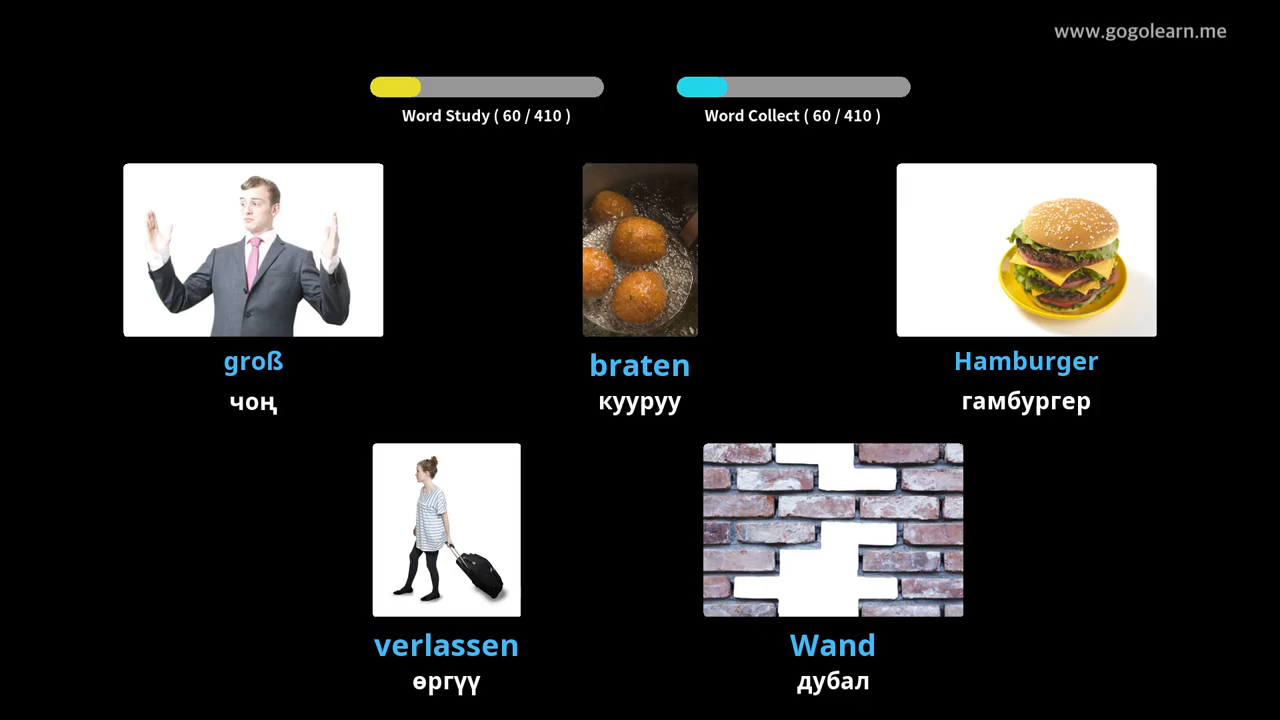 www.gogolearn.me
Word Study ( 60 / 410 )
Word Collect ( 60 / 410 )
groß
чоң
braten
кууруу
Hamburger
гамбургер
verlassen
өргүү
Wand
дубал